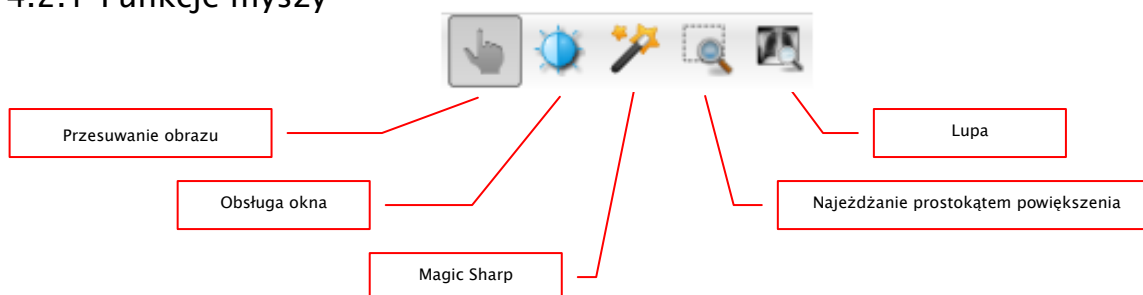 4.2.1 Funkcje myszy
Przesuwanie obrazu
Lupa
Obsługa okna
Najeżdżanie prostokątem powiększenia
Magic Sharp